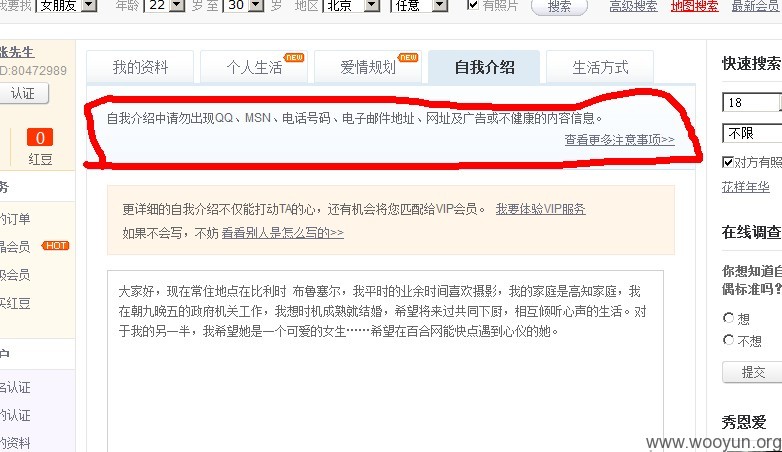 要找 女朋友 年龄 22 岁 至 30 岁 地区 北京 任意 有照片 搜索 高级搜索 地图搜索 最新会员
张先生
ID:80472989
认证
0
红豆
务
的订单
晶会员 HOT
级会员
买红豆
户
名认证
的认证
的资料
我的资料 个人生活 NEW 爱情规划 NEW 自我介绍 生活方式
自我介绍中请勿出现QQ、MSN、电话号码、电子邮件地址、网址及广告或不健康的内容信息。
查看更多注意事项>>
更详细的自我介绍不仅能打动TA的心，还有机会将您匹配给VIP会员。 我要体验VIP服务
如果不会写，不妨 看看别人是怎么写的>>
大家好，现在常住地点在比利时 布鲁塞尔，我平时的业余时间喜欢摄影，我的家庭是高知家庭，我
在朝九晚五的政府机关工作，我想时机成熟就结婚，希望将来过共同下厨，相互倾听心声的生活。对
于我的另一半，我希望她是一个可爱的女生……希望在百合网能快点遇到心仪的她。
快速搜索
18
不限
对方有照
花样年华
在线调查
你想知道自
偶标准吗？
想
不想
提交
秀恩爱
www.wooyun.org